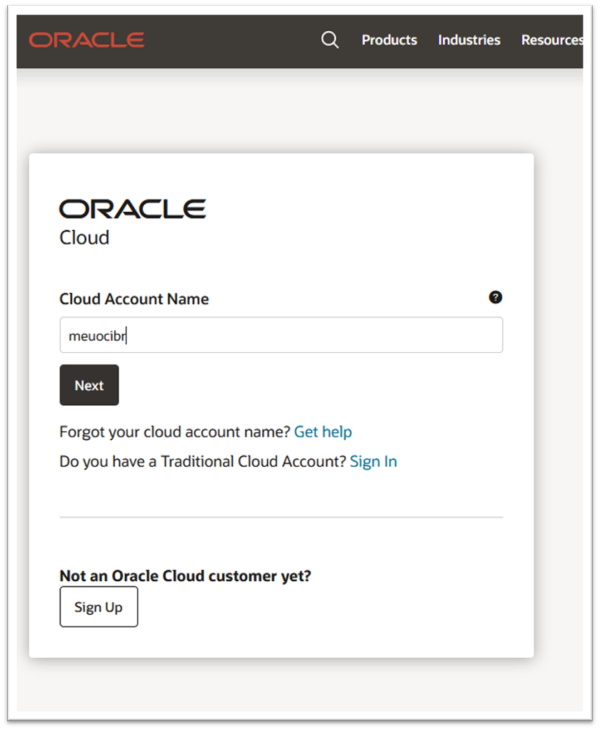 ORACLE Products Industries Resources
ORACLE
Cloud
Cloud Account Name ?
meuocibr
Next
Forgot your cloud account name? Get help
Do you have a Traditional Cloud Account? Sign In
Not an Oracle Cloud customer yet?
Sign Up